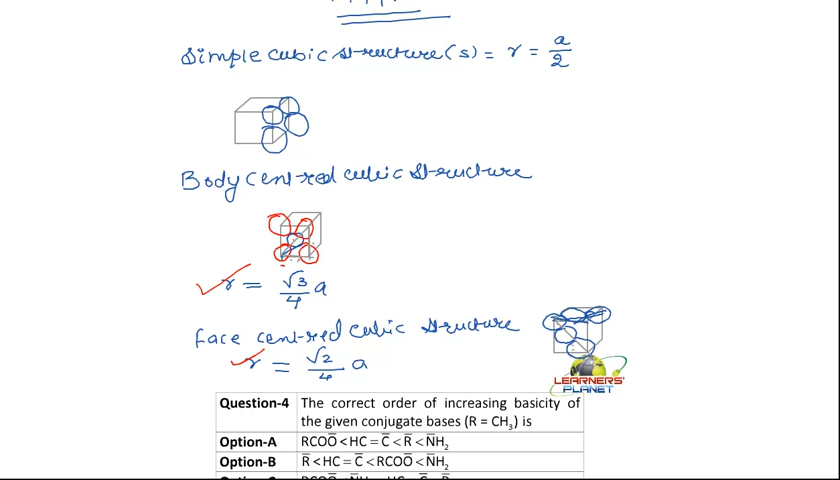 Simple cubic structure (s) = r = a/2
Body centred cubic structure
r = √3/4 a
Face centred cubic structure
r = √2/4 a
LEARNERS'
PLANET
Question-4 The correct order of increasing basicity of
the given conjugate bases (R = CH₃) is
Option-A RCOŌ < HC ≡ C̄ < R̄ < N̄H₂
Option-B R̄ < HC ≡ C̄ < RCOŌ < N̄H₂